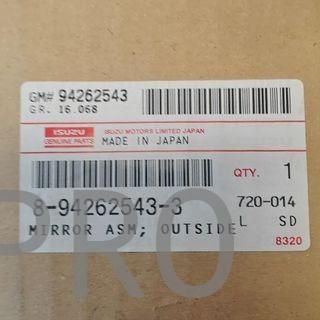 GM# 94262543
GR. 16.068
ISUZU
GENUINE PARTS
ISUZU MOTORS LIMITED JAPAN
MADE IN JAPAN
QTY. 1
8-94262543-3
720-014
MIRROR ASM; OUTSIDE L SD
8320
PRO